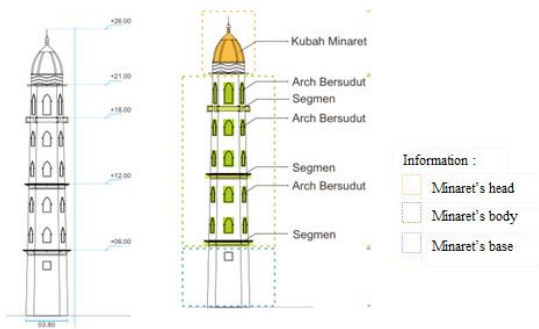 +26.00
+21.00
+18.00
+12.00
+06.00
03.80
Kubah Minaret
Arch Bersudut
Segmen
Arch Bersudut
Segmen
Arch Bersudut
Segmen
Information :
Minaret's head
Minaret's body
Minaret's base